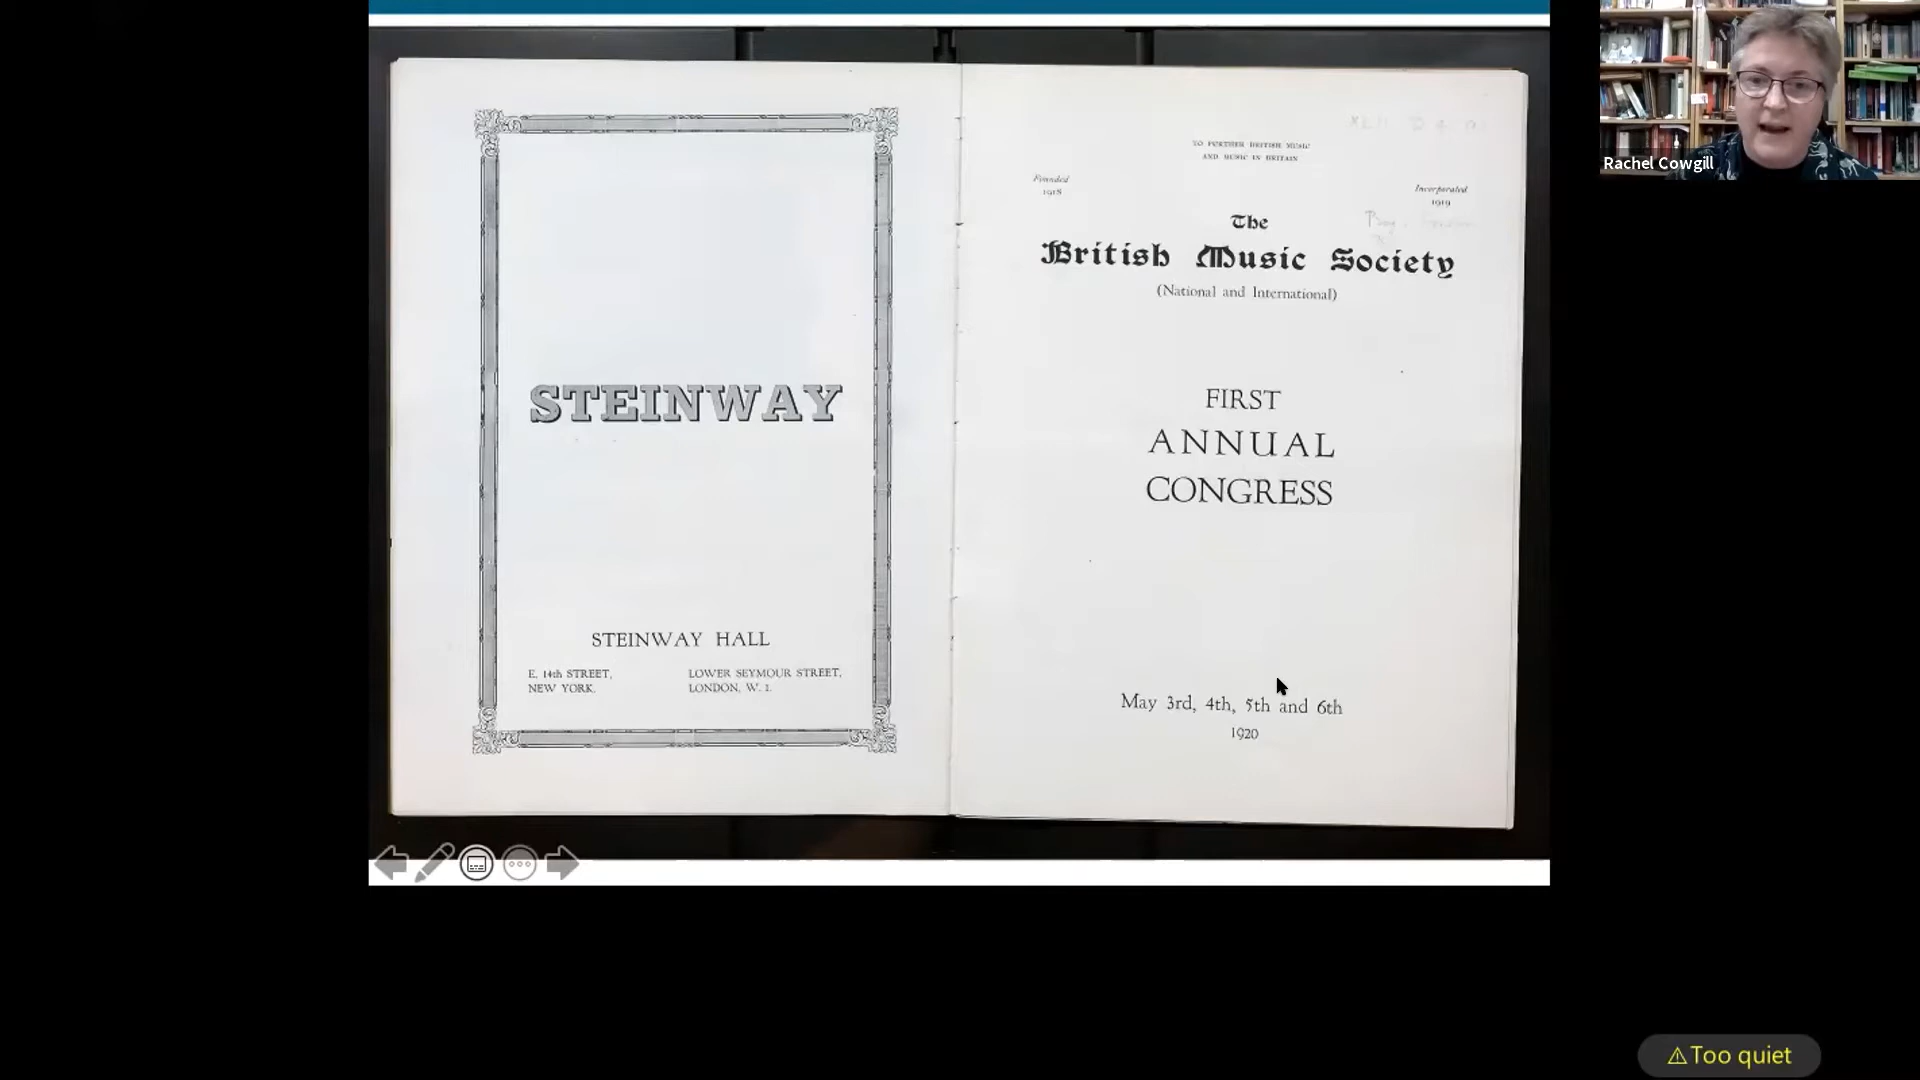 STEINWAY
STEINWAY HALL
E. 14th STREET,
NEW YORK.
LOWER SEYMOUR STREET,
LONDON, W. 1.
TO FURTHER BRITISH MUSIC
AND MUSIC IN BRITAIN
Founded
1918
Incorporated
1919
The
British Music Society
(National and International)
FIRST
ANNUAL
CONGRESS
May 3rd, 4th, 5th and 6th
1920
Rachel Cowgill
⚠Too quiet